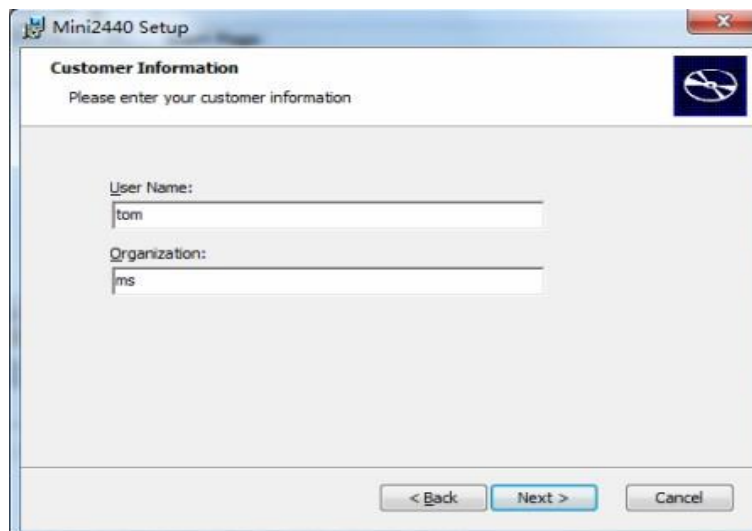 Mini2440 Setup
Customer Information
Please enter your customer information
User Name:
tom
Organization:
ms
< Back
Next >
Cancel